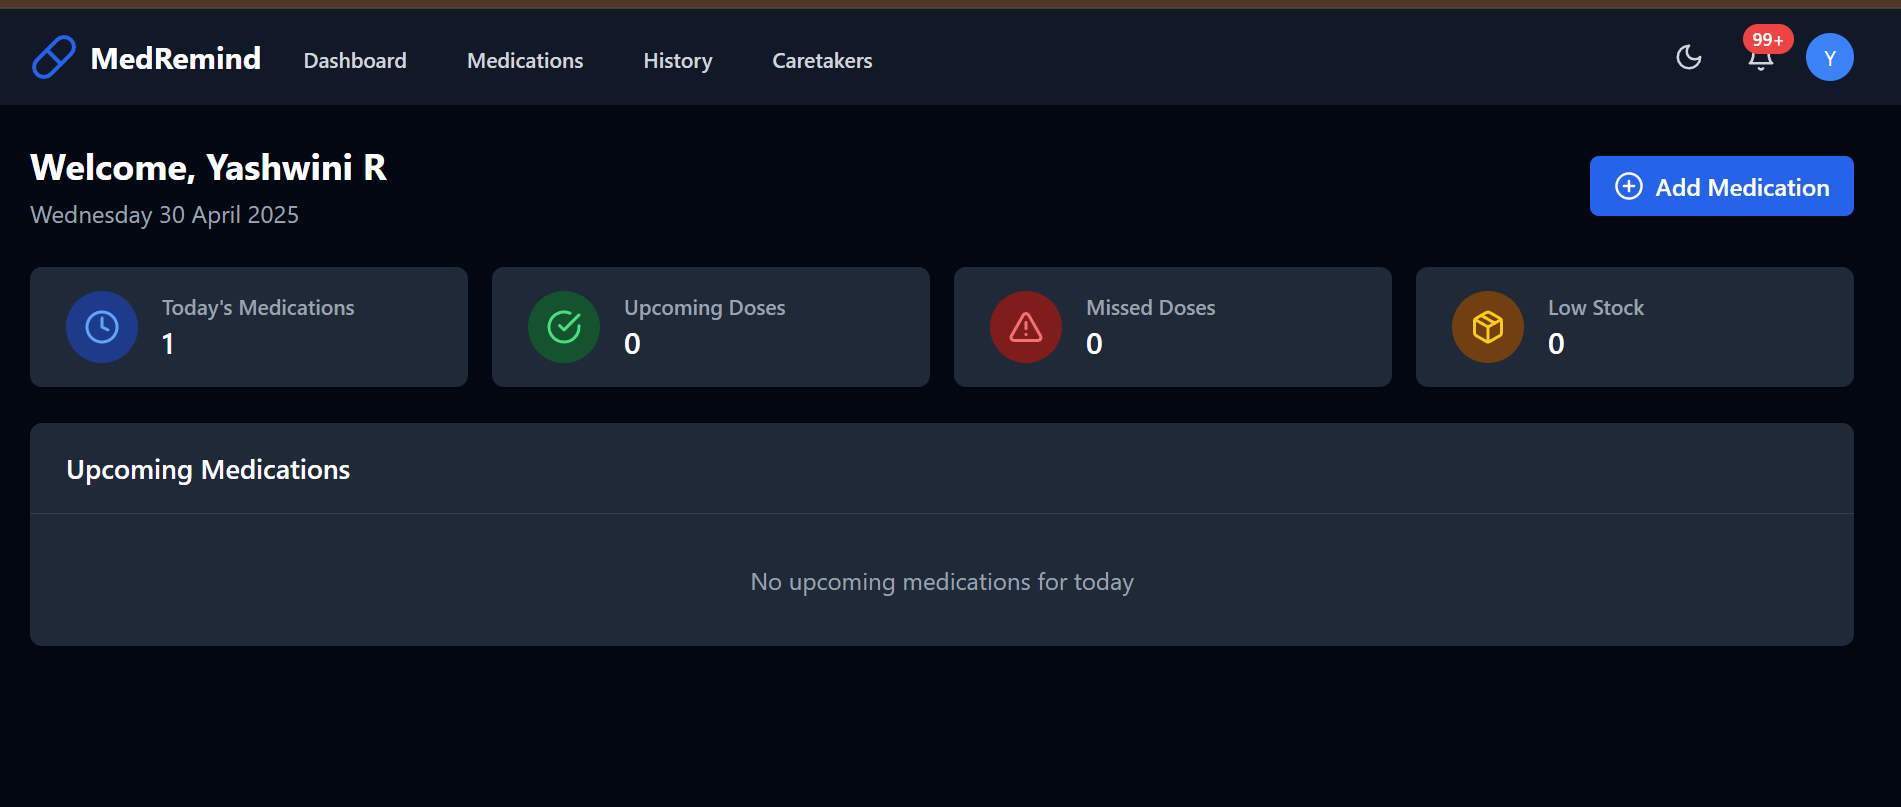 MedRemind Dashboard Medications History Caretakers 99+ Y
Welcome, Yashwini R
Wednesday 30 April 2025
Add Medication
Today's Medications
1
Upcoming Doses
0
Missed Doses
0
Low Stock
0
Upcoming Medications
No upcoming medications for today